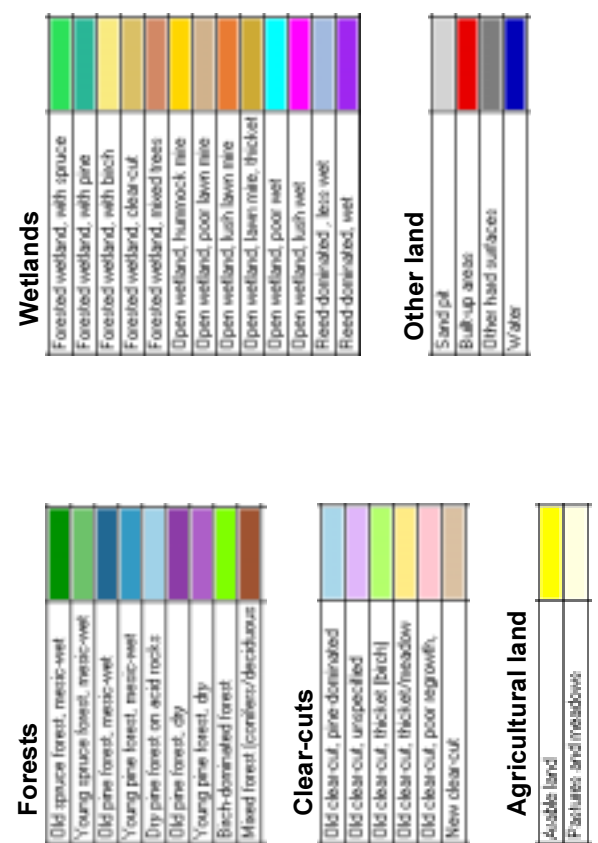 Forests
Old spruce forest, mesic-wet
Young spruce forest, mesic-wet
Old pine forest, mesic-wet
Young pine forest, mesic-wet
Dry pine forest on acid rocks
Old pine forest, dry
Young pine forest, dry
Birch-dominated forest
Mixed forest (conifers/deciduous
Clear-cuts
Old clear-cut, pine-dominated
Old clear-cut, unspecified
Old clear-cut, thicket (birch)
Old clear-cut, thicket/meadow
Old clear-cut, poor regrowth,
New clear-cut
Agricultural land
Arable land
Pastures and meadows
Wetlands
Forested wetland, with spruce
Forested wetland, with pine
Forested wetland, with birch
Forested wetland, clear-cut
Forested wetland, mixed trees
Open wetland, hummock mire
Open wetland, poor lawn mire
Open wetland, lush lawn mire
Open wetland, lawn mire, thicket
Open wetland, poor wet
Open wetland, lush wet
Reed-dominated , less wet
Reed-dominated, wet
Other land
Sand pit
Built-up areas
Other hard surfaces
Water